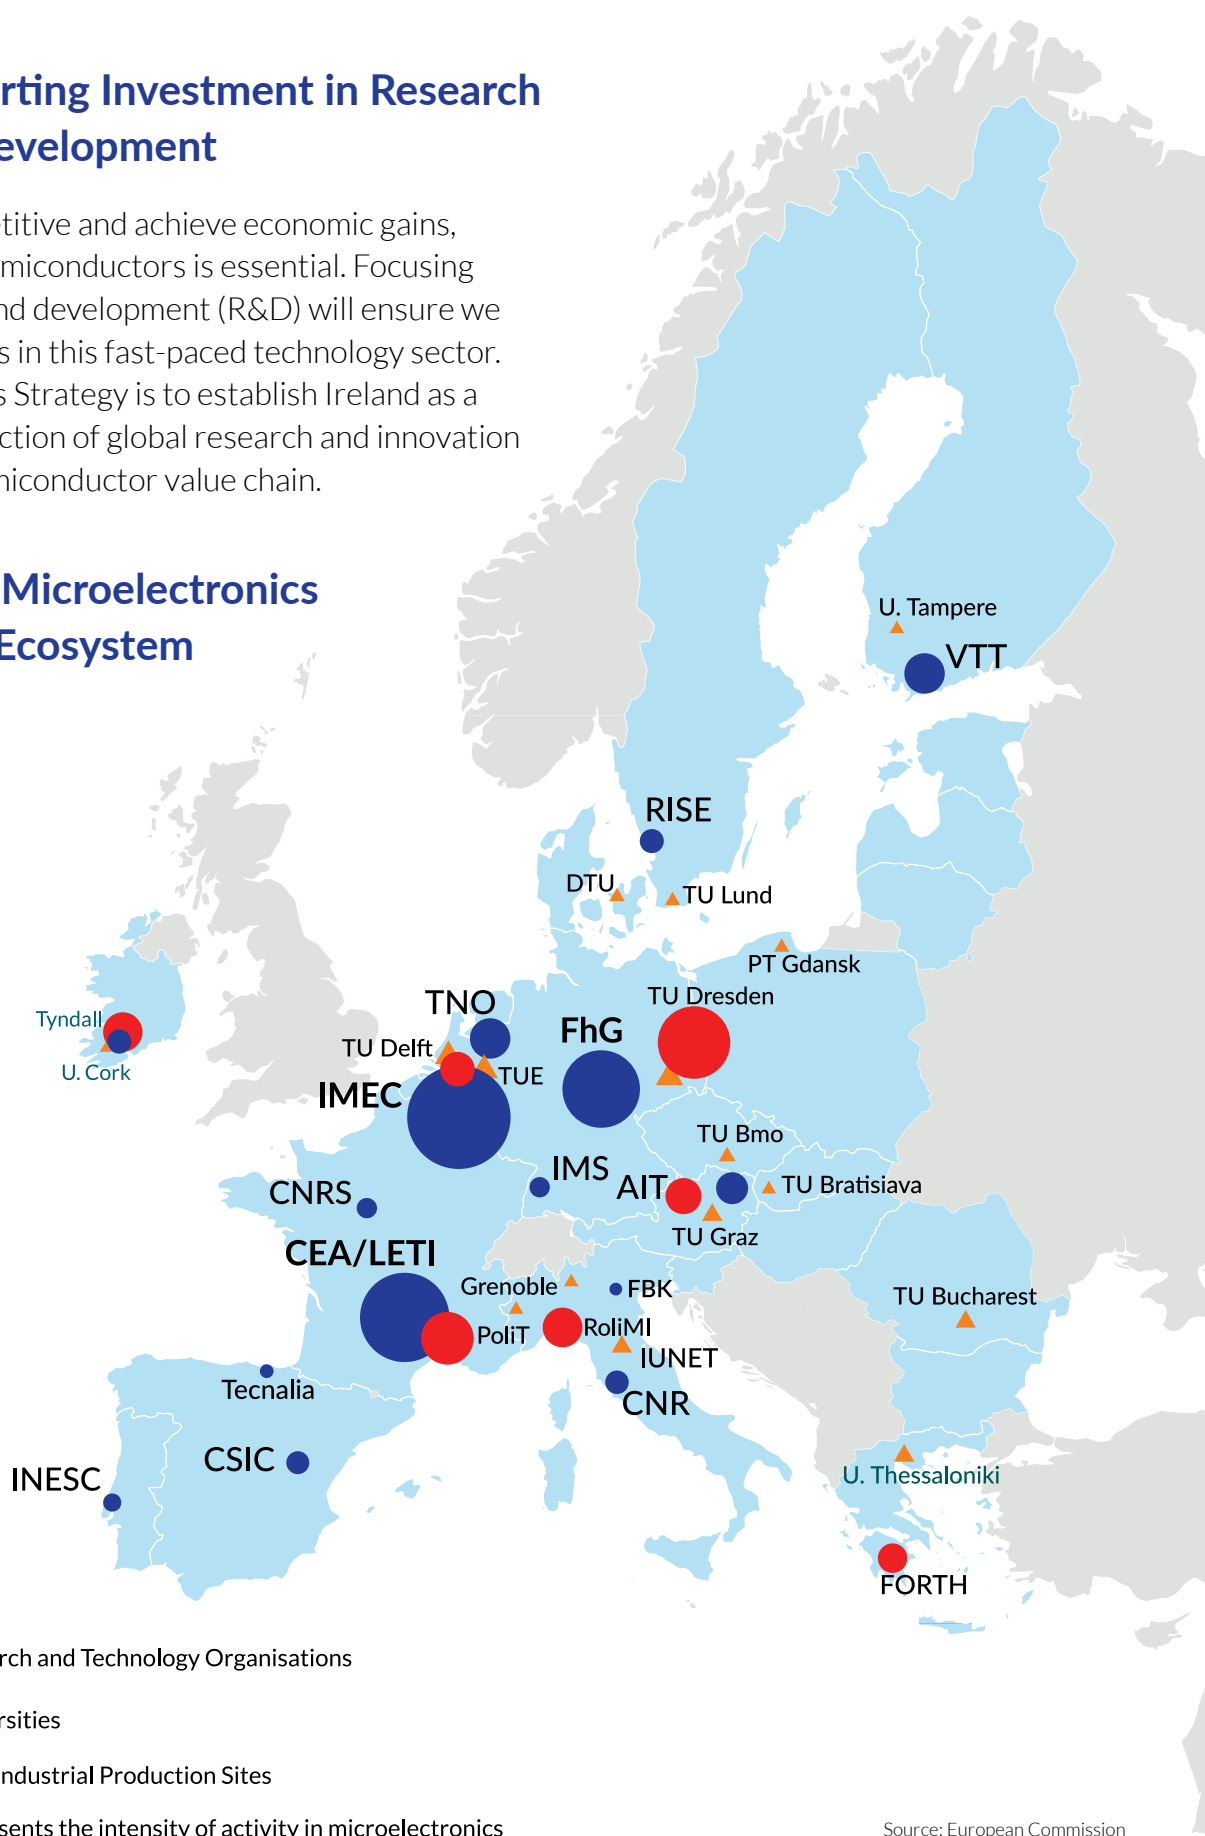 rting Investment in Research
evelopment
titive and achieve economic gains,
miconductors is essential. Focusing
nd development (R&D) will ensure we
s in this fast-paced technology sector.
s Strategy is to establish Ireland as a
ction of global research and innovation
miconductor value chain.
Microelectronics
Ecosystem
U. Tampere
VTT
RISE
DTU
TU Lund
PT Gdansk
TU Dresden
TNO
FhG
Tyndall
TU Delft
U. Cork
TUE
IMEC
TU Bmo
IMS
AIT
TU Bratisiava
CNRS
TU Graz
CEA/LETI
Grenoble
FBK
TU Bucharest
PoliT
RoliMI
IUNET
Tecnalia
CNR
CSIC
INESC
U. Thessaloniki
FORTH
rch and Technology Organisations
rsities
Industrial Production Sites
sents the intensity of activity in microelectronics
Source: European Commission